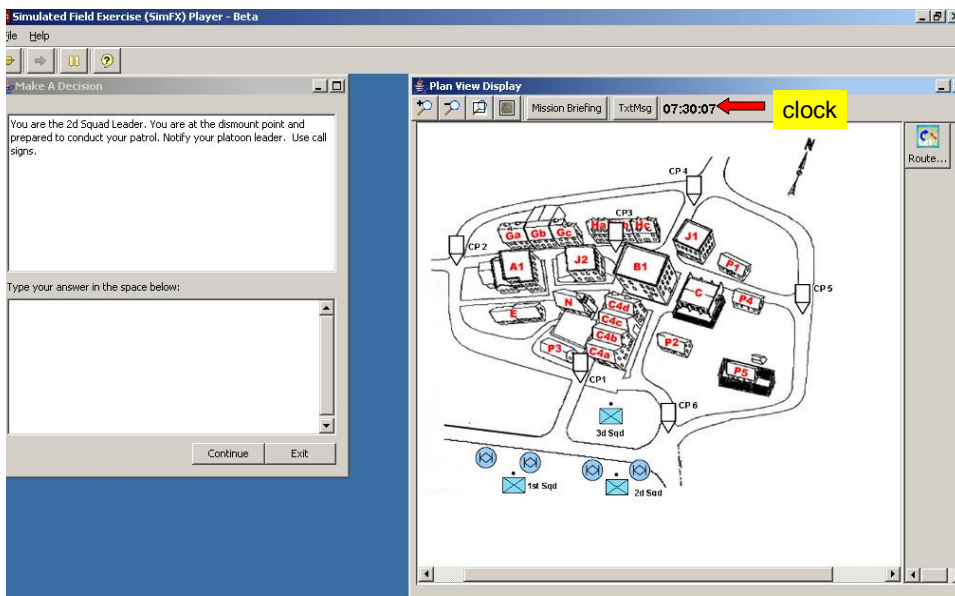 Simulated Field Exercise (SimFX) Player - Beta
File Help
Make A Decision
You are the 2d Squad Leader. You are at the dismount point and
prepared to conduct your patrol. Notify your platoon leader. Use call
signs.
Type your answer in the space below:
Continue Exit
Plan View Display
Mission Briefing TxtMsg 07:30:07 clock
Route...
N
CP 4
CP3
Ga Gb Gc Ha Hc
J1
CP 2
A1 J2 B1 P1
CP 5
E N C4d C P4
C4c
C4b
P3 C4a P2
P5
CP1
CP 6
3d Sqd
1st Sqd 2d Sqd